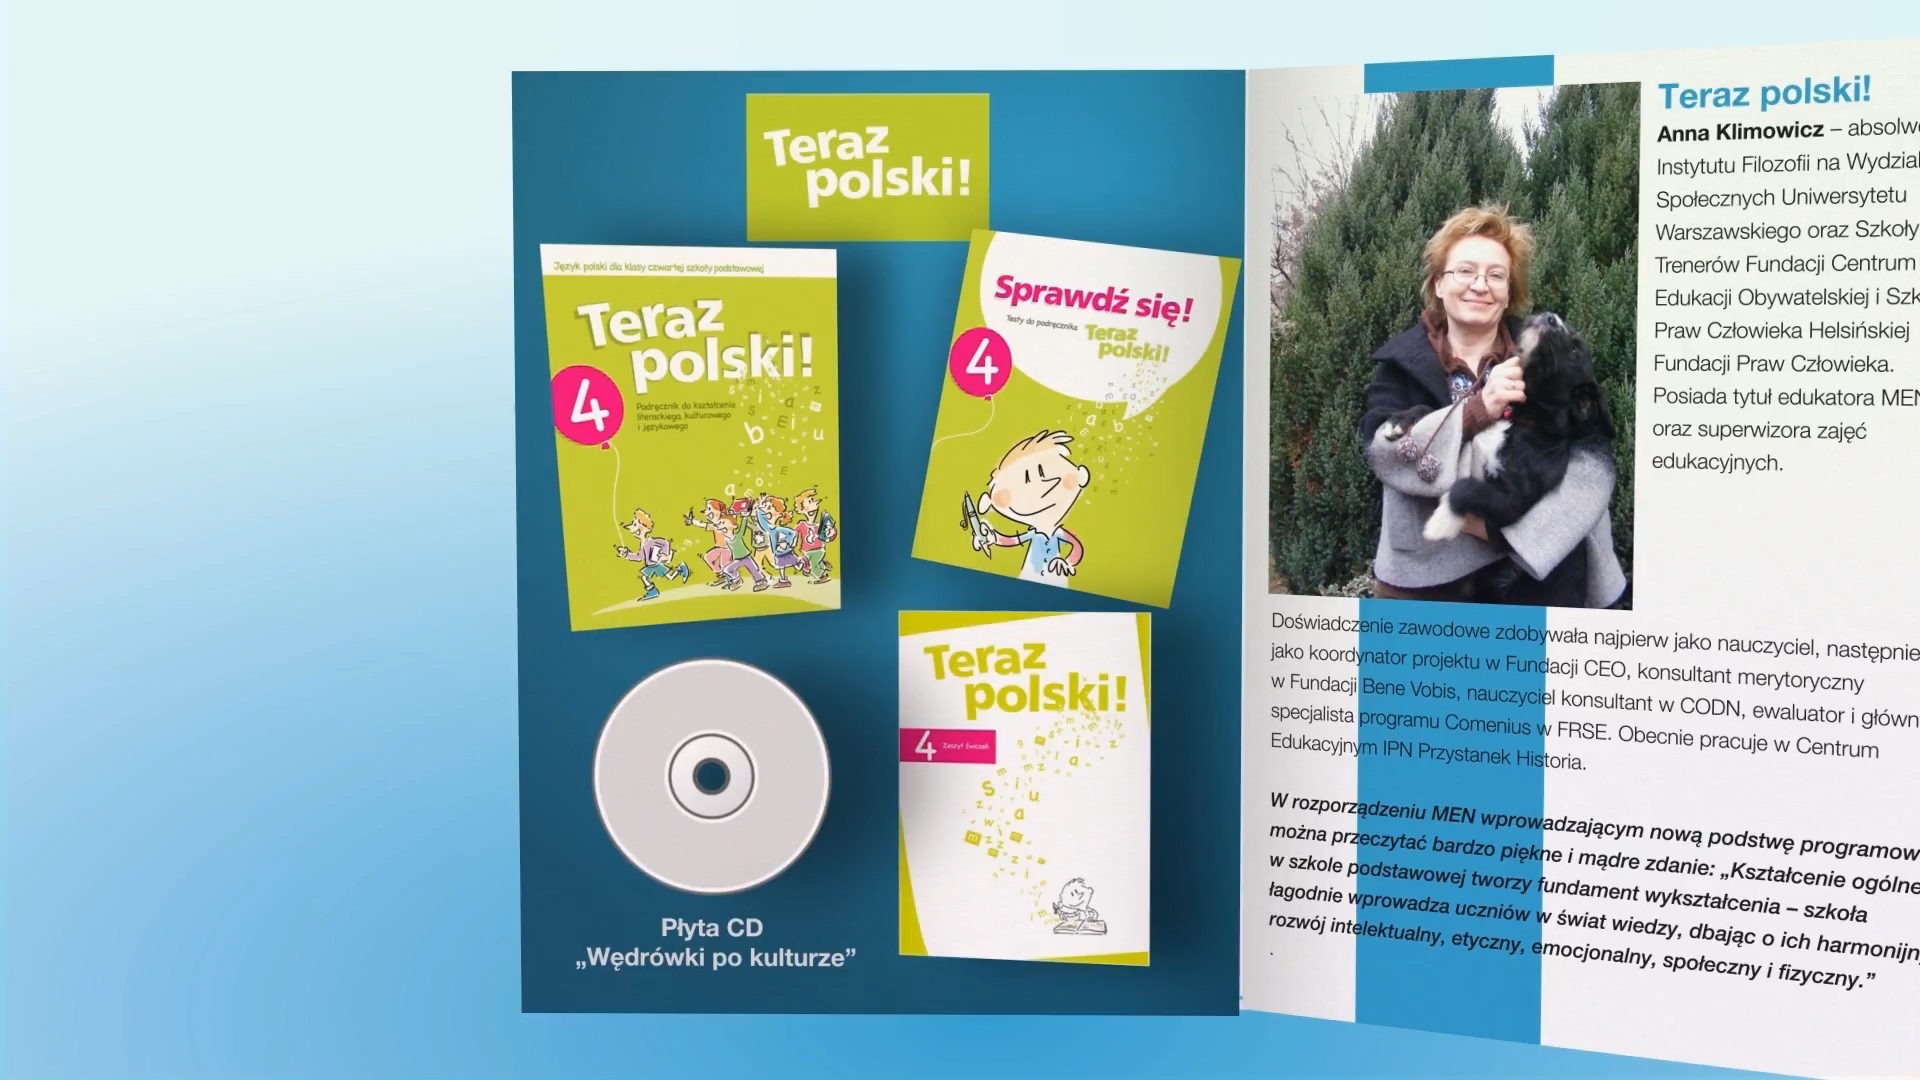 Teraz
polski!
Język polski dla klasy czwartej szkoły podstawowej
Teraz
polski!
4
Podręcznik do kształcenia
literackiego, kulturowego
i językowego
Sprawdź się!
Testy do podręcznika
Teraz
polski!
4
Teraz
polski!
4 Zeszyt ćwiczeń
Płyta CD
„Wędrówki po kulturze”
Teraz polski!
Anna Klimowicz – absolwe
Instytutu Filozofii na Wydzial
Społecznych Uniwersytetu
Warszawskiego oraz Szkoły
Trenerów Fundacji Centrum
Edukacji Obywatelskiej i Szk
Praw Człowieka Helsińskiej
Fundacji Praw Człowieka.
Posiada tytuł edukatora MEN
oraz superwizora zajęć
edukacyjnych.
Doświadczenie zawodowe zdobywała najpierw jako nauczyciel, następnie
jako koordynator projektu w Fundacji CEO, konsultant merytoryczny
w Fundacji Bene Vobis, nauczyciel konsultant w CODN, ewaluator i główn
specjalista programu Comenius w FRSE. Obecnie pracuje w Centrum
Edukacyjnym IPN Przystanek Historia.
W rozporządzeniu MEN wprowadzającym nową podstwę programow
można przeczytać bardzo piękne i mądre zdanie: „Kształcenie ogólne
w szkole podstawowej tworzy fundament wykształcenia – szkoła
łagodnie wprowadza uczniów w świat wiedzy, dbając o ich harmonijny
rozwój intelektualny, etyczny, emocjonalny, społeczny i fizyczny.”
.